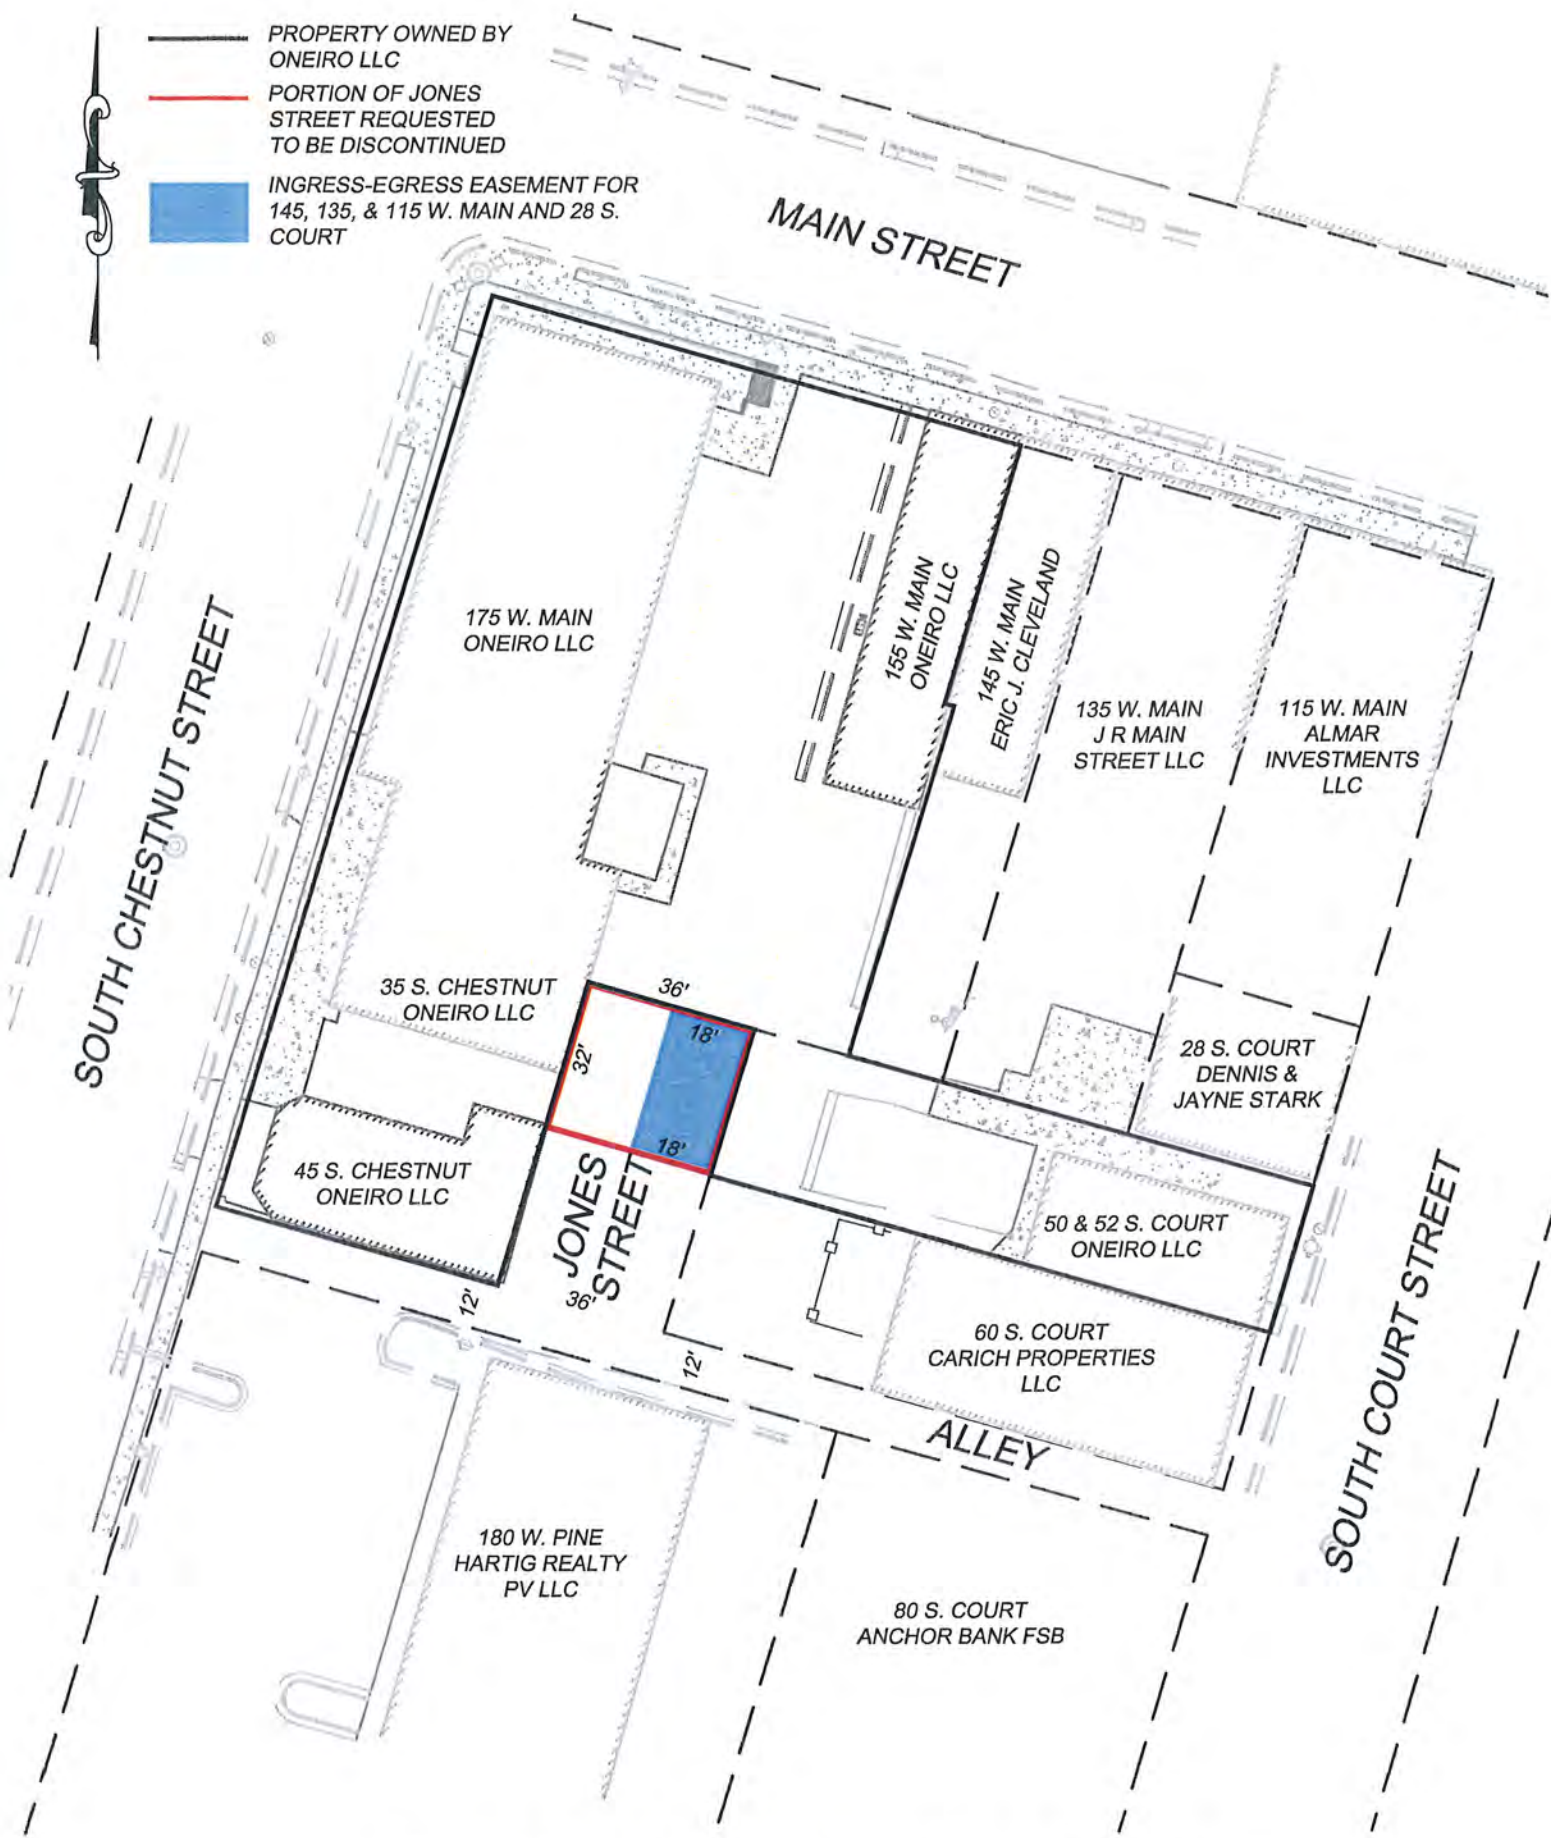 PROPERTY OWNED BY
ONEIRO LLC
PORTION OF JONES
STREET REQUESTED
TO BE DISCONTINUED
INGRESS-EGRESS EASEMENT FOR
145, 135, & 115 W. MAIN AND 28 S.
COURT
MAIN STREET
SOUTH CHESTNUT STREET
175 W. MAIN
ONEIRO LLC
155 W. MAIN
ONEIRO LLC
145 W. MAIN
ERIC J. CLEVELAND
135 W. MAIN
J R MAIN
STREET LLC
115 W. MAIN
ALMAR
INVESTMENTS
LLC
35 S. CHESTNUT
ONEIRO LLC
36'
18'
32'
18'
28 S. COURT
DENNIS &
JAYNE STARK
45 S. CHESTNUT
ONEIRO LLC
JONES
STREET
36'
12'
12'
50 & 52 S. COURT
ONEIRO LLC
60 S. COURT
CARICH PROPERTIES
LLC
ALLEY
SOUTH COURT STREET
180 W. PINE
HARTIG REALTY
PV LLC
80 S. COURT
ANCHOR BANK FSB